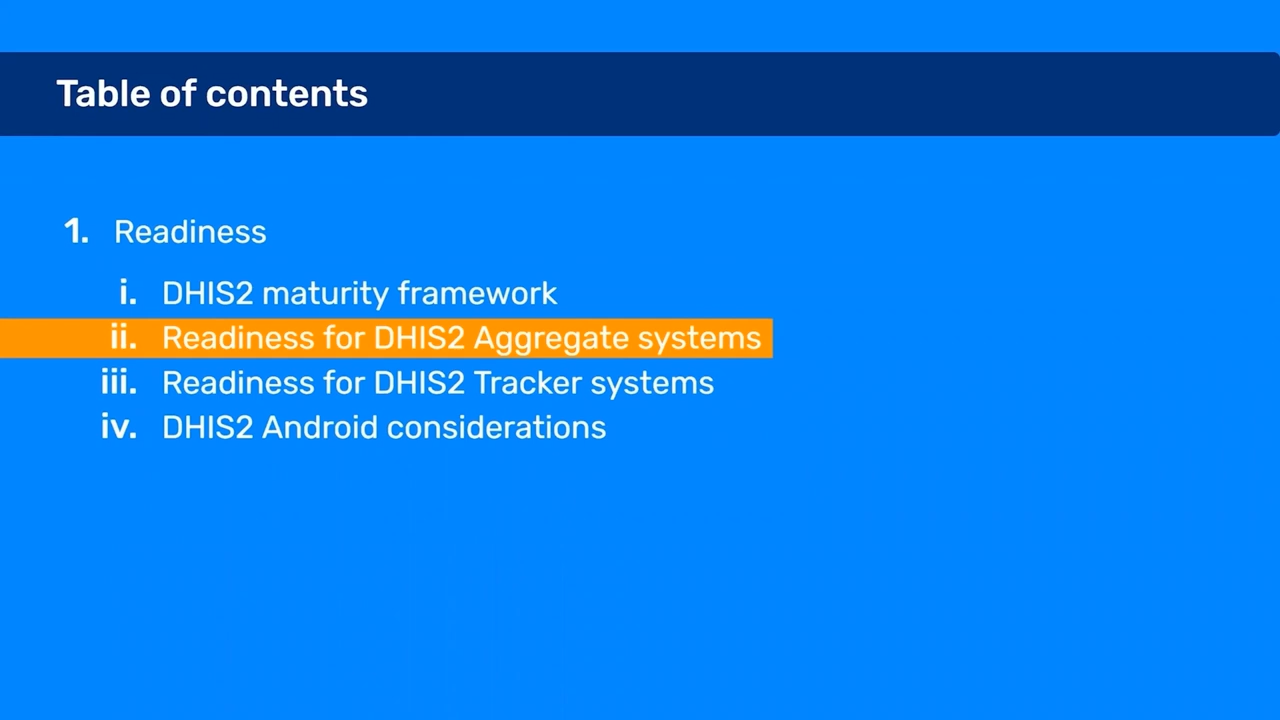 Table of contents
1. Readiness
i. DHIS2 maturity framework
ii. Readiness for DHIS2 Aggregate systems
iii. Readiness for DHIS2 Tracker systems
iv. DHIS2 Android considerations